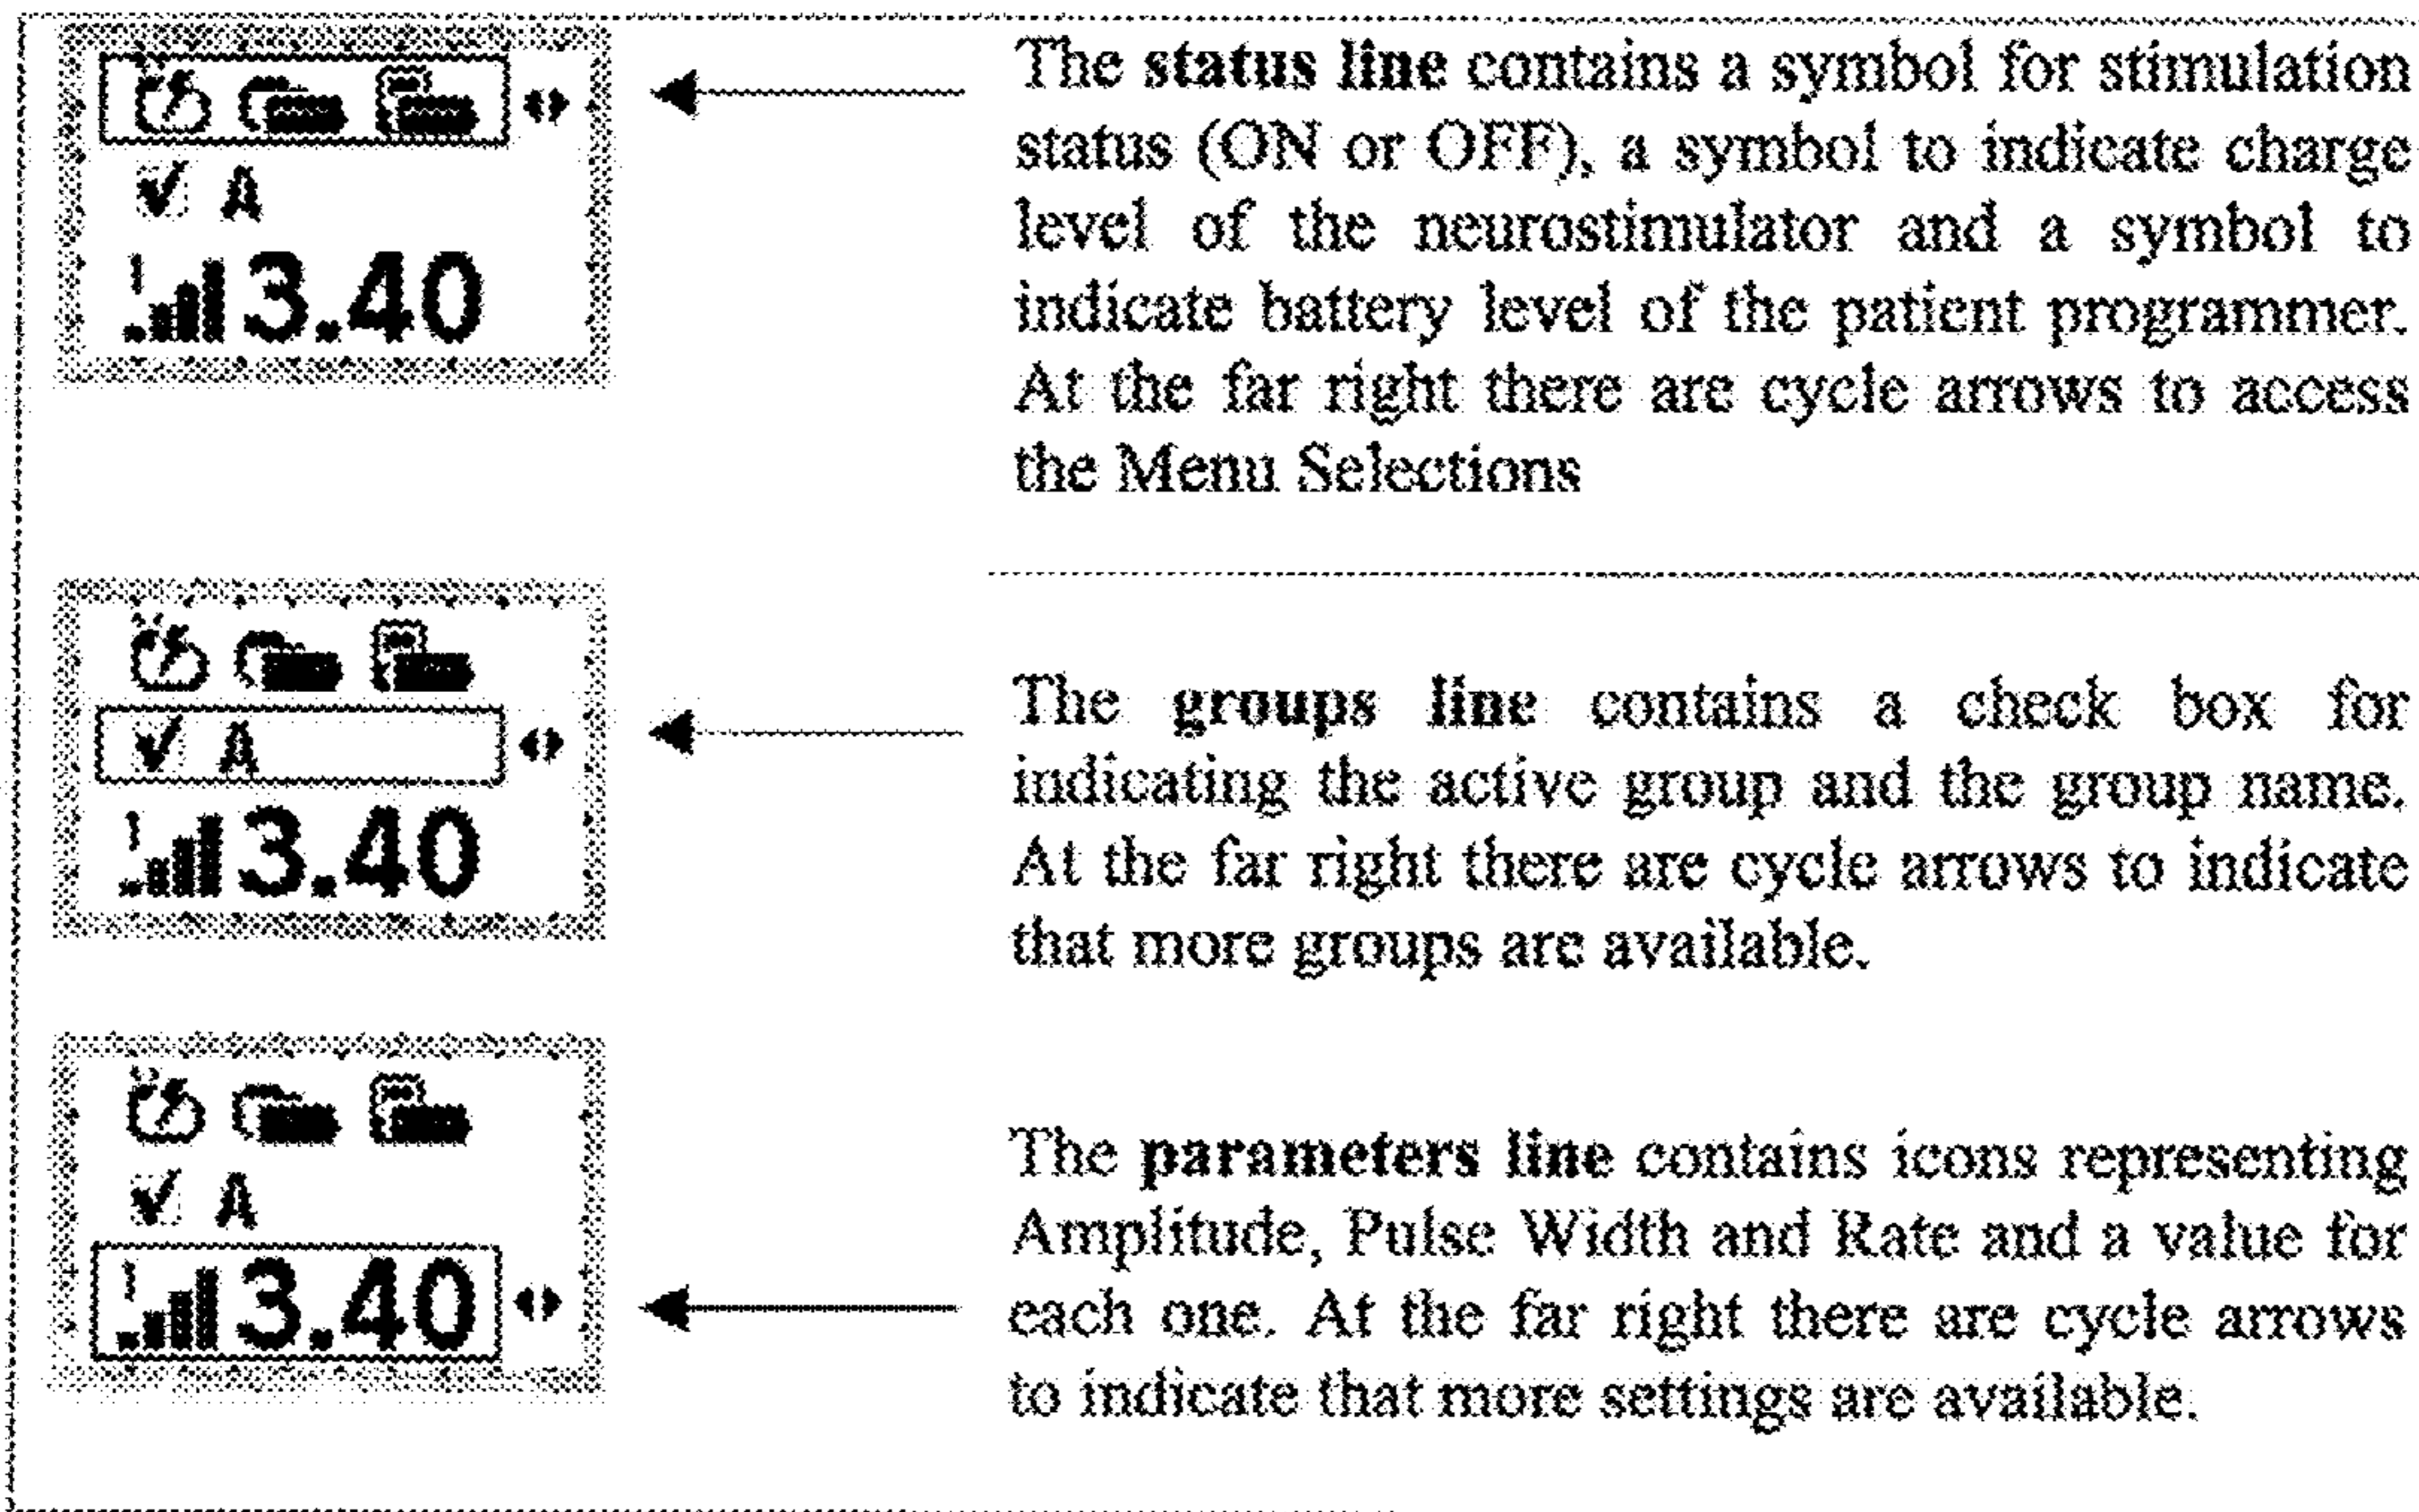 The status line contains a symbol for stimulation
status (ON or OFF), a symbol to indicate charge
level of the neurostimulator and a symbol to
indicate battery level of the patient programmer.
At the far right there are cycle arrows to access
the Menu Selections
A
1 3.40
The groups line contains a check box for
indicating the active group and the group name.
At the far right there are cycle arrows to indicate
that more groups are available.
A
1 3.40
The parameters line contains icons representing
Amplitude, Pulse Width and Rate and a value for
each one. At the far right there are cycle arrows
to indicate that more settings are available.
A
1 3.40